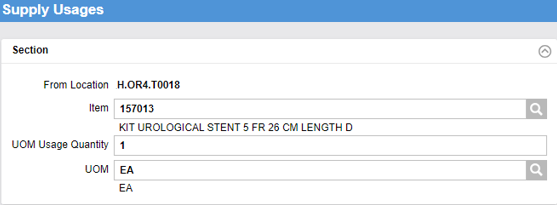 Supply Usages
Section
From Location H.OR4.T0018
Item 157013
KIT UROLOGICAL STENT 5 FR 26 CM LENGTH D
UOM Usage Quantity 1
UOM EA
EA